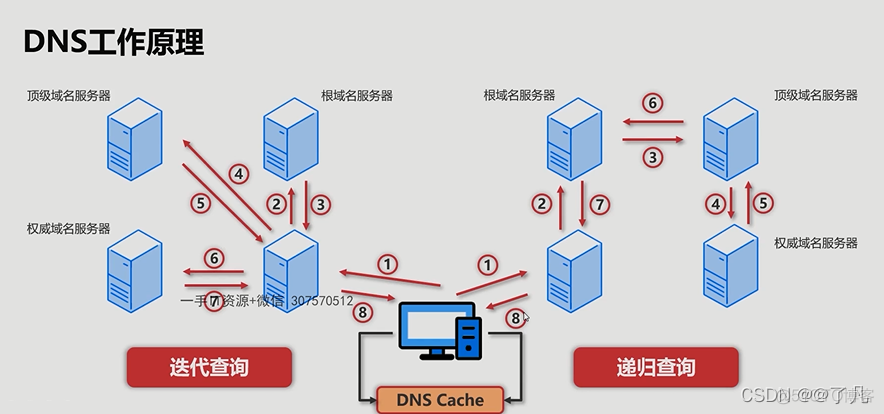 DNS工作原理
顶级域名服务器
根域名服务器
根域名服务器
顶级域名服务器
⑥
③
④
⑤
②
③
②
⑦
④
⑤
权威域名服务器
权威域名服务器
⑥
⑦
①
①
⑧
⑧
一手IT资源+微信 307570512
迭代查询
递归查询
DNS Cache
CSDN @@了几